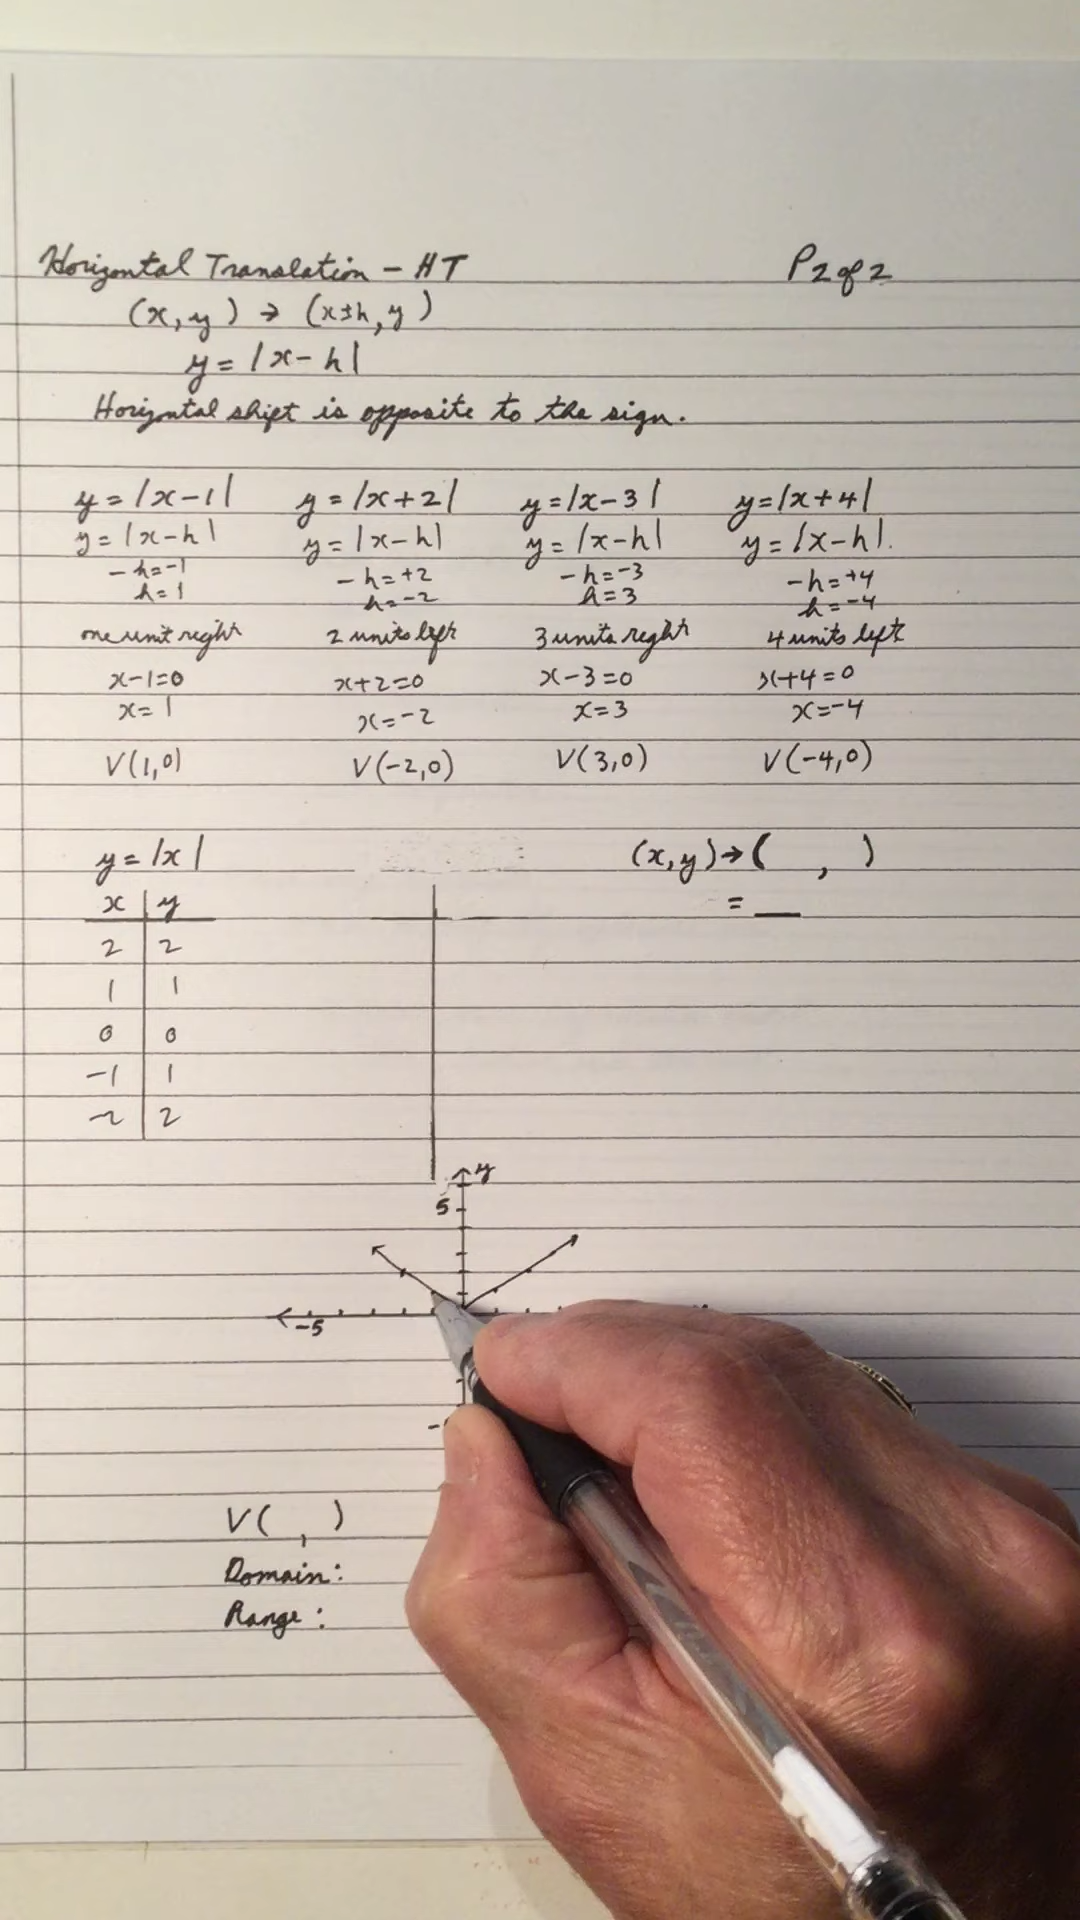 Horizontal Translation - HT P2 of 2
(x, y) → (x±h, y)
y = |x - h|
Horizontal shift is opposite to the sign.
y = |x-1| y = |x+2| y = |x-3| y = |x+4|
y = |x-h| y = |x-h| y = |x-h| y = |x-h|.
-h=-1 -h=+2 -h=-3 -h=+4
h=1 h=-2 h=3 h=-4
one unit right 2 units left 3 units right 4 units left
x-1=0 x+2=0 x-3=0 x+4=0
x=1 x=-2 x=3 x=-4
V(1,0) V(-2,0) V(3,0) V(-4,0)
y = |x| (x,y)→( , )
x y = __
2 2
1 1
0 0
-1 1
-2 2
y
5
-5
V( , )
Domain:
Range: